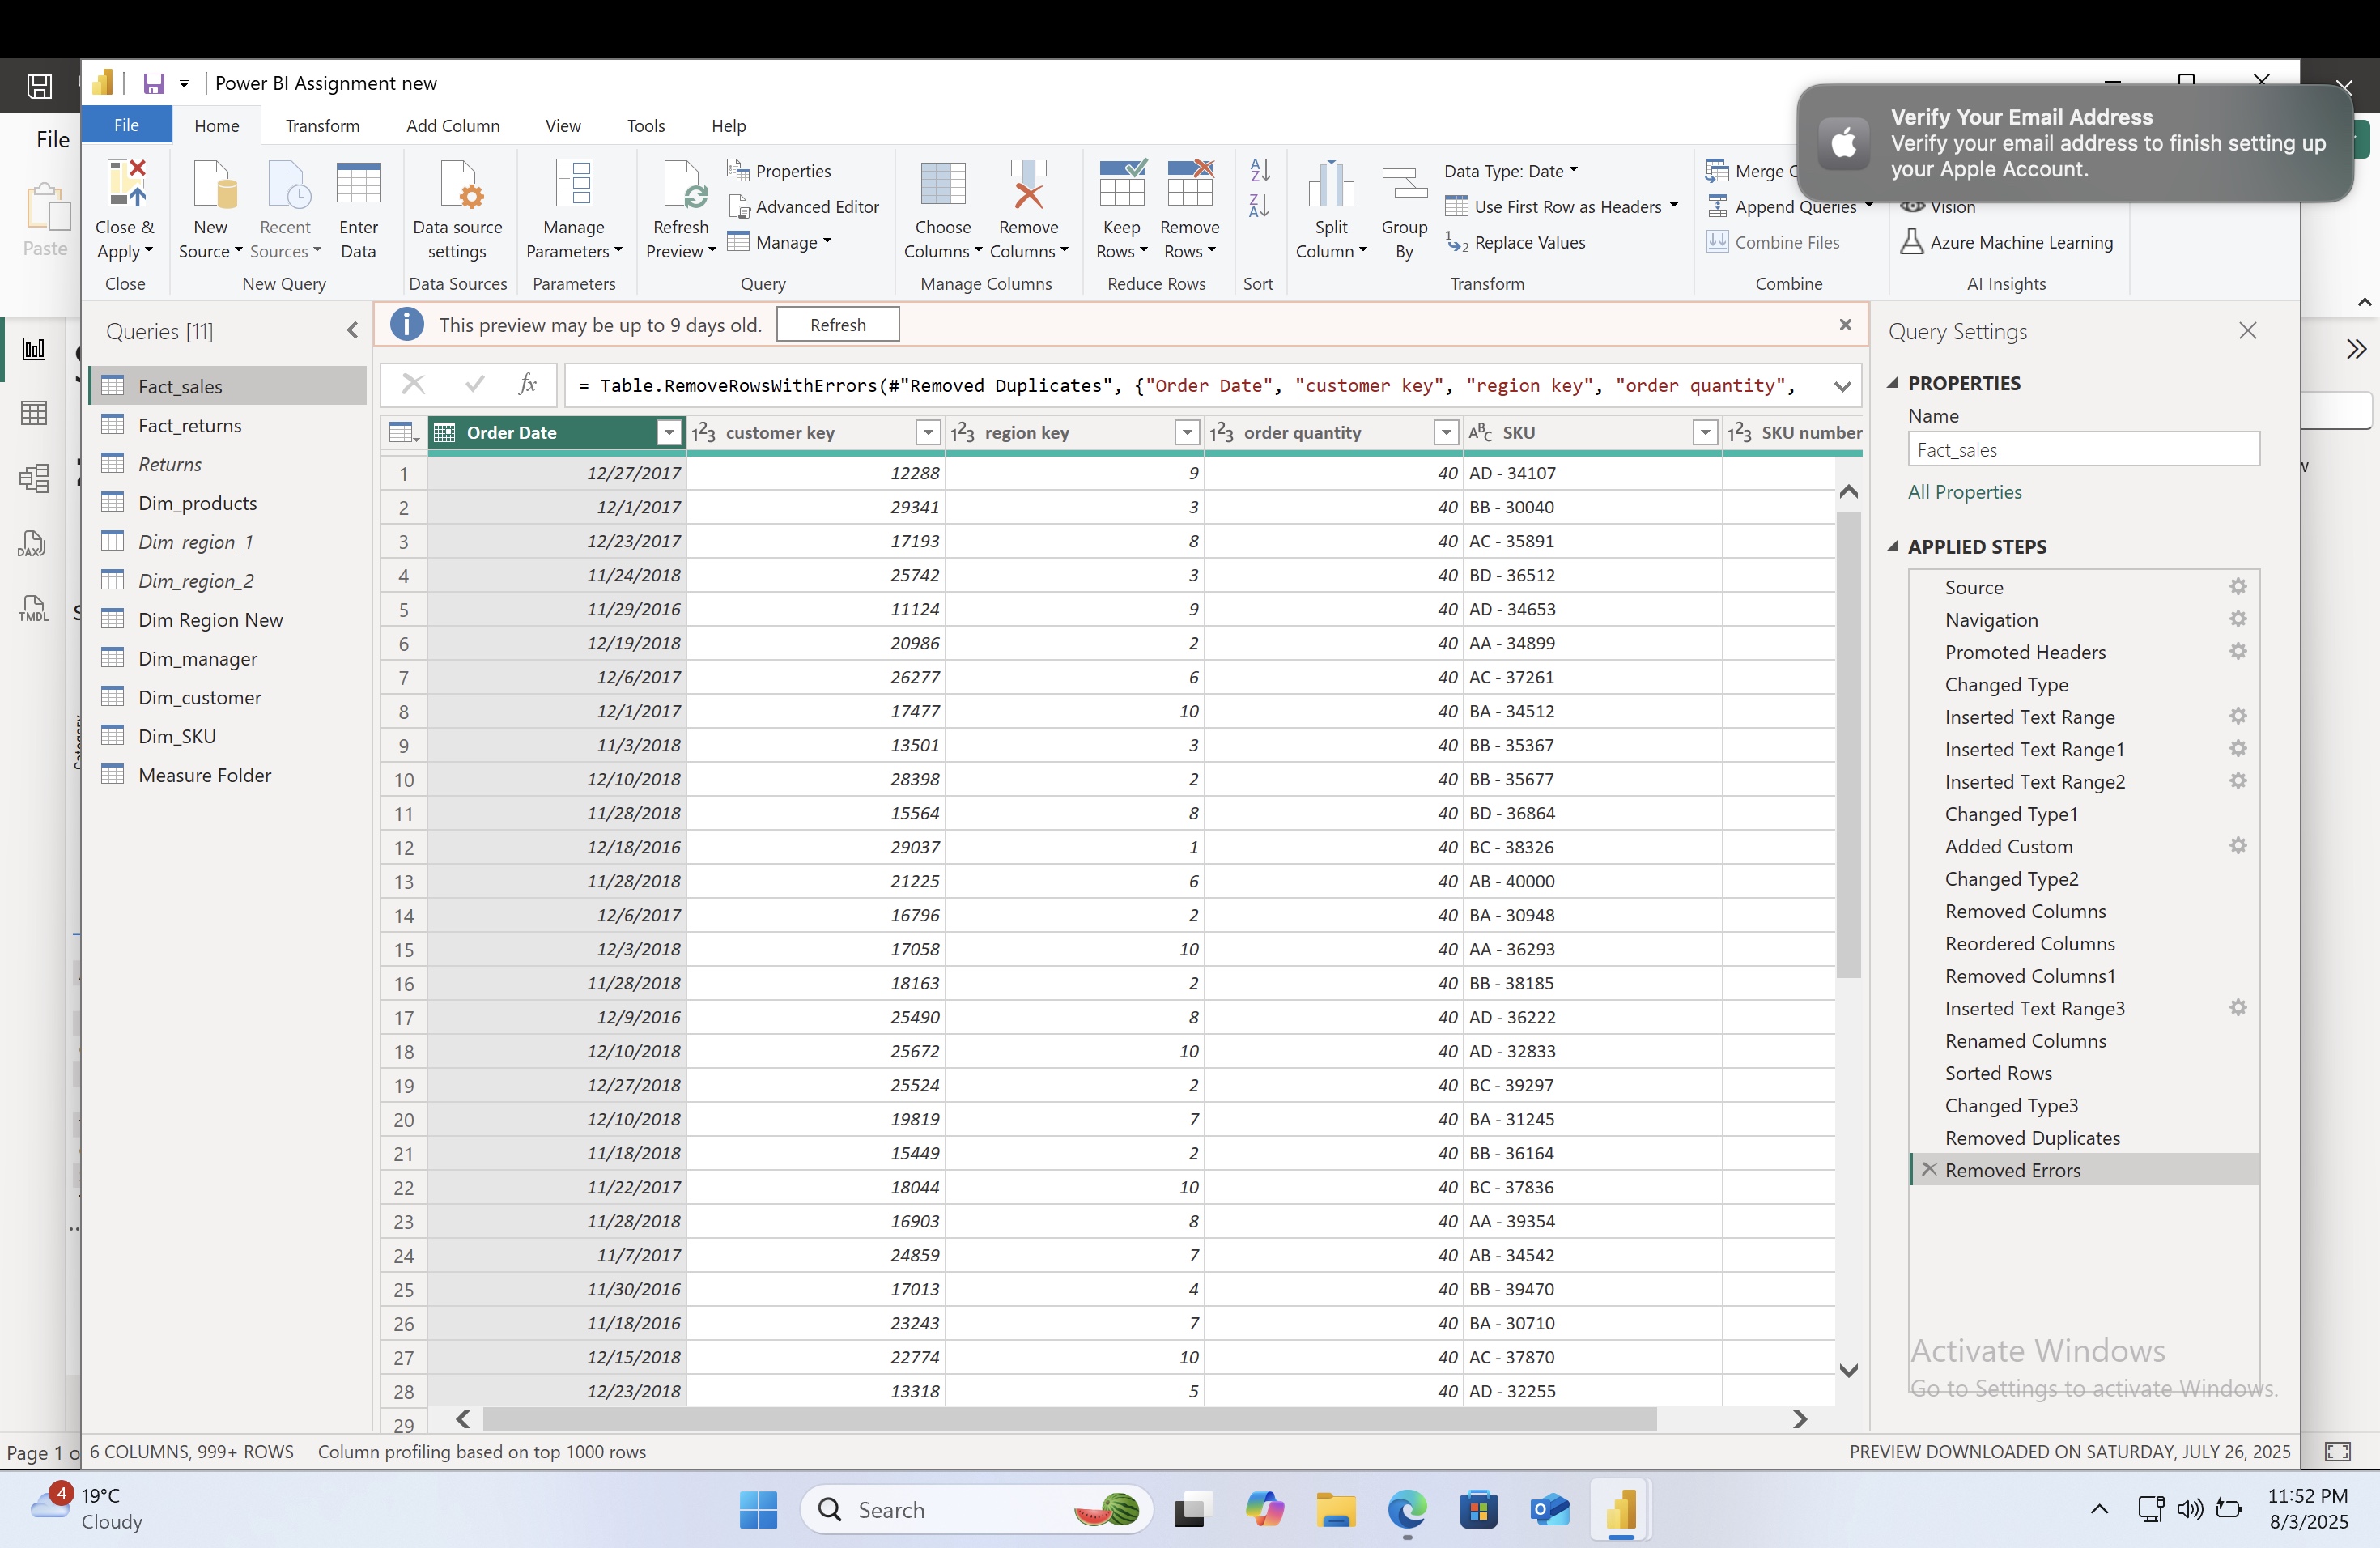 Power BI Assignment new
Verify Your Email Address
Verify your email address to finish setting up
your Apple Account.
File
File
Home
Transform
Add Column
View
Tools
Help
Paste
Close &
Apply
Close
New
Source
Recent
Sources
Enter
Data
New Query
Data source
settings
Data Sources
Manage
Parameters
Parameters
Refresh
Preview
Properties
Advanced Editor
Manage
Query
Choose
Columns
Remove
Columns
Manage Columns
Keep
Rows
Remove
Rows
Reduce Rows
A
Z
Z
A
Sort
Split
Column
Group
By
Data Type: Date
Use First Row as Headers
1 2 Replace Values
Transform
Merge
Append Queries
Combine Files
Combine
Vision
Azure Machine Learning
AI Insights
Queries [11]
Fact_sales
Fact_returns
Returns
Dim_products
Dim_region_1
Dim_region_2
Dim Region New
Dim_manager
Dim_customer
Dim_SKU
Measure Folder
DAX
TMDL
Category
This preview may be up to 9 days old.
Refresh
fx
= Table.RemoveRowsWithErrors(#"Removed Duplicates", {"Order Date", "customer key", "region key", "order quantity",
Order Date 123 customer key 123 region key 123 order quantity ABC SKU 123 SKU number
1 12/27/2017 12288 9 40 AD - 34107
2 12/1/2017 29341 3 40 BB - 30040
3 12/23/2017 17193 8 40 AC - 35891
4 11/24/2018 25742 3 40 BD - 36512
5 11/29/2016 11124 9 40 AD - 34653
6 12/19/2018 20986 2 40 AA - 34899
7 12/6/2017 26277 6 40 AC - 37261
8 12/1/2017 17477 10 40 BA - 34512
9 11/3/2018 13501 3 40 BB - 35367
10 12/10/2018 28398 2 40 BB - 35677
11 11/28/2018 15564 8 40 BD - 36864
12 12/18/2016 29037 1 40 BC - 38326
13 11/28/2018 21225 6 40 AB - 40000
14 12/6/2017 16796 2 40 BA - 30948
15 12/3/2018 17058 10 40 AA - 36293
16 11/28/2018 18163 2 40 BB - 38185
17 12/9/2016 25490 8 40 AD - 36222
18 12/10/2018 25672 10 40 AD - 32833
19 12/27/2018 25524 2 40 BC - 39297
20 12/10/2018 19819 7 40 BA - 31245
21 11/18/2018 15449 2 40 BB - 36164
22 11/22/2017 18044 10 40 BC - 37836
23 11/28/2018 16903 8 40 AA - 39354
24 11/7/2017 24859 7 40 AB - 34542
25 11/30/2016 17013 4 40 BB - 39470
26 11/18/2016 23243 7 40 BA - 30710
27 12/15/2018 22774 10 40 AC - 37870
28 12/23/2018 13318 5 40 AD - 32255
29
Query Settings
PROPERTIES
Name
Fact_sales
All Properties
APPLIED STEPS
Source
Navigation
Promoted Headers
Changed Type
Inserted Text Range
Inserted Text Range1
Inserted Text Range2
Changed Type1
Added Custom
Changed Type2
Removed Columns
Reordered Columns
Removed Columns1
Inserted Text Range3
Renamed Columns
Sorted Rows
Changed Type3
Removed Duplicates
Removed Errors
Activate Windows
Go to Settings to activate Windows.
Page 1 o
6 COLUMNS, 999+ ROWS
Column profiling based on top 1000 rows
PREVIEW DOWNLOADED ON SATURDAY, JULY 26, 2025
4
19°C
Cloudy
Search
11:52 PM
8/3/2025